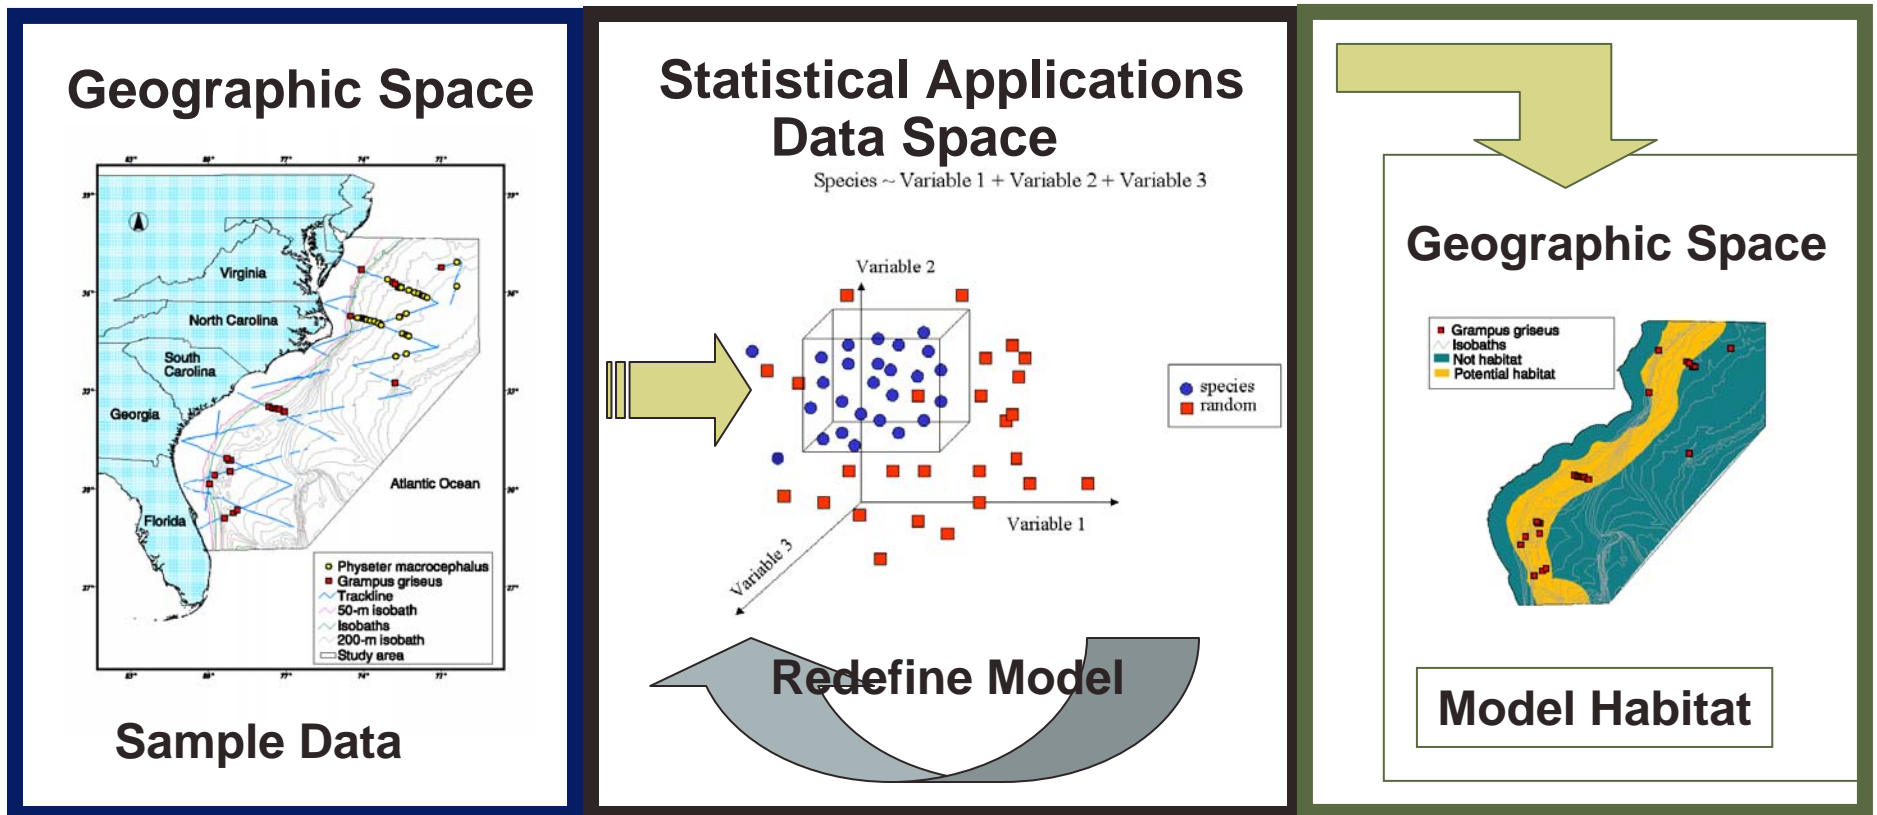 Geographic Space
Virginia
North Carolina
South
Carolina
Georgia
Florida
Atlantic Ocean
Physeter macrocephalus
Grampus griseus
Trackline
50-m isobath
Isobaths
200-m isobath
Study area
Sample Data
Statistical Applications
Data Space
Species ~ Variable 1 + Variable 2 + Variable 3
Variable 2
Variable 1
Variable 3
species
random
Redefine Model
Geographic Space
Grampus griseus
Isobaths
Not habitat
Potential habitat
Model Habitat